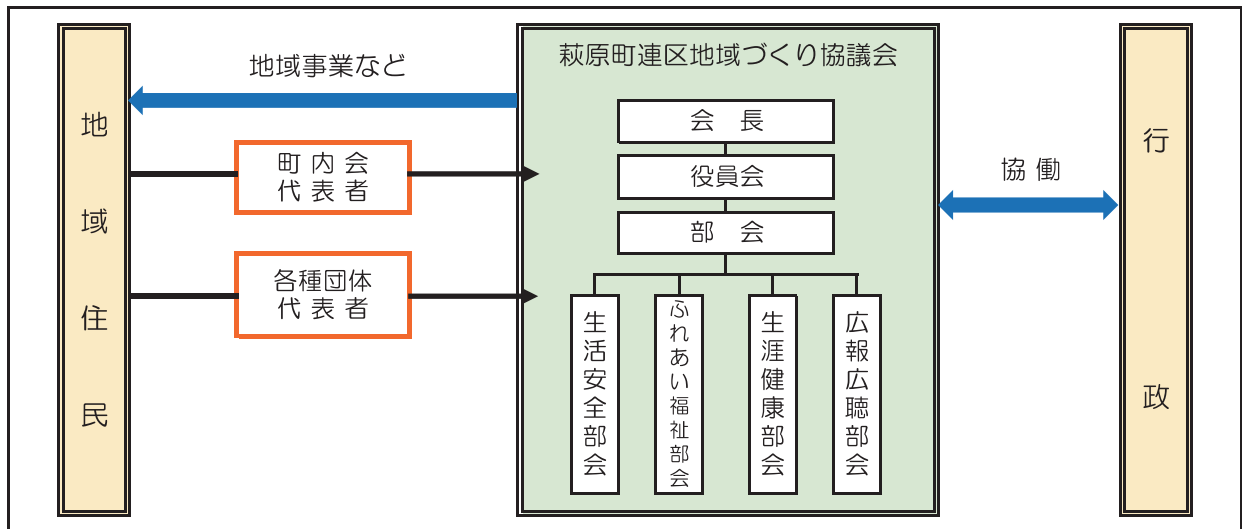 地域住民
地域事業など
町内会
代表者
各種団体
代表者
萩原町連区地域づくり協議会
会 長
役員会
部 会
生活安全部会
ふれあい福祉部会
生涯健康部会
広報広聴部会
協 働
行政